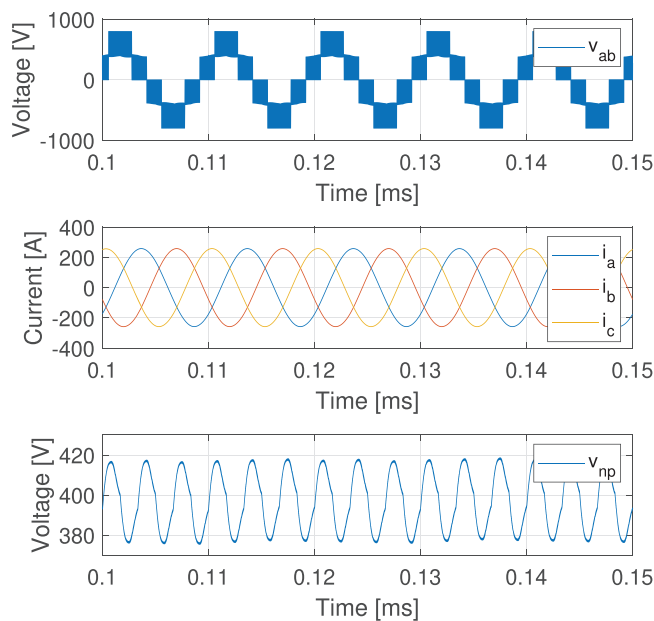 1000
0
-1000
Voltage [V]
v_ab
0.1 0.11 0.12 0.13 0.14 0.15
Time [ms]
400
200
0
-200
-400
Current [A]
i_a
i_b
i_c
0.1 0.11 0.12 0.13 0.14 0.15
Time [ms]
420
400
380
Voltage [V]
v_np
0.1 0.11 0.12 0.13 0.14 0.15
Time [ms]